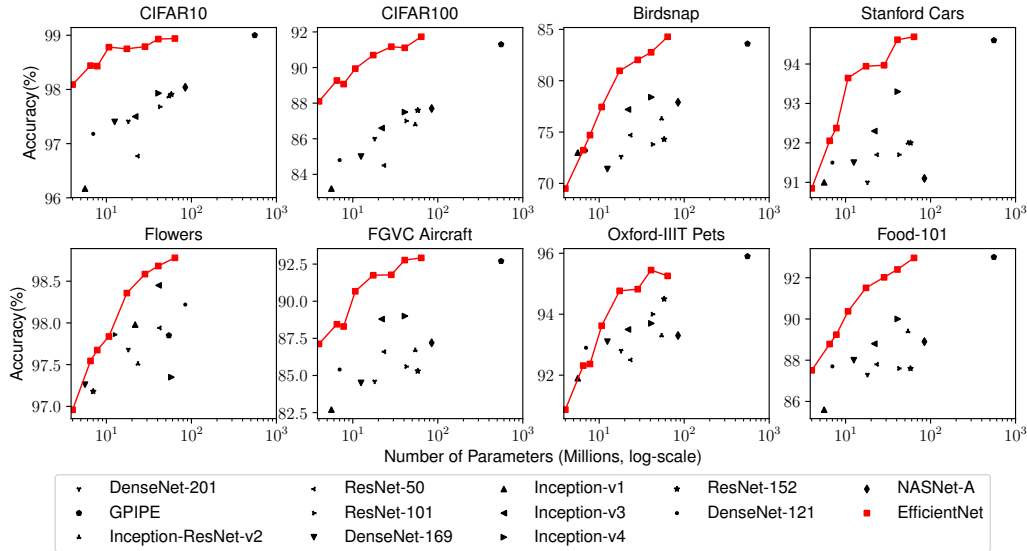 CIFAR10 CIFAR100 Birdsnap Stanford Cars
Accuracy(%)
99
98
97
96
10^1 10^2 10^3
92
90
88
86
84
10^1 10^2 10^3
85
80
75
70
10^1 10^2 10^3
94
93
92
91
10^1 10^2 10^3
Flowers FGVC Aircraft Oxford-IIIT Pets Food-101
Accuracy(%)
98.5
98.0
97.5
97.0
10^1 10^2 10^3
92.5
90.0
87.5
85.0
82.5
10^1 10^2 10^3
96
94
92
10^1 10^2 10^3
92
90
88
86
10^1 10^2 10^3
Number of Parameters (Millions, log-scale)
DenseNet-201 ResNet-50 Inception-v1 ResNet-152 NASNet-A
GPIPE ResNet-101 Inception-v3 DenseNet-121 EfficientNet
Inception-ResNet-v2 DenseNet-169 Inception-v4